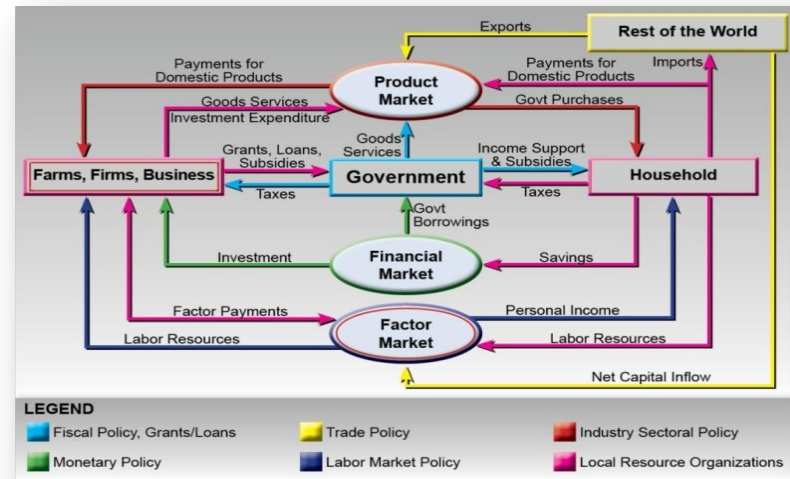 Exports
Rest of the World
Payments for
Domestic Products
Product
Market
Payments for
Domestic Products
Imports
Goods Services
Investment Expenditure
Govt Purchases
Grants, Loans,
Subsidies
Goods
Services
Income Support
& Subsidies
Farms, Firms, Business
Government
Household
Taxes
Taxes
Govt
Borrowings
Investment
Financial
Market
Savings
Factor Payments
Personal Income
Factor
Market
Labor Resources
Labor Resources
Net Capital Inflow
LEGEND
Fiscal Policy, Grants/Loans
Trade Policy
Industry Sectoral Policy
Monetary Policy
Labor Market Policy
Local Resource Organizations